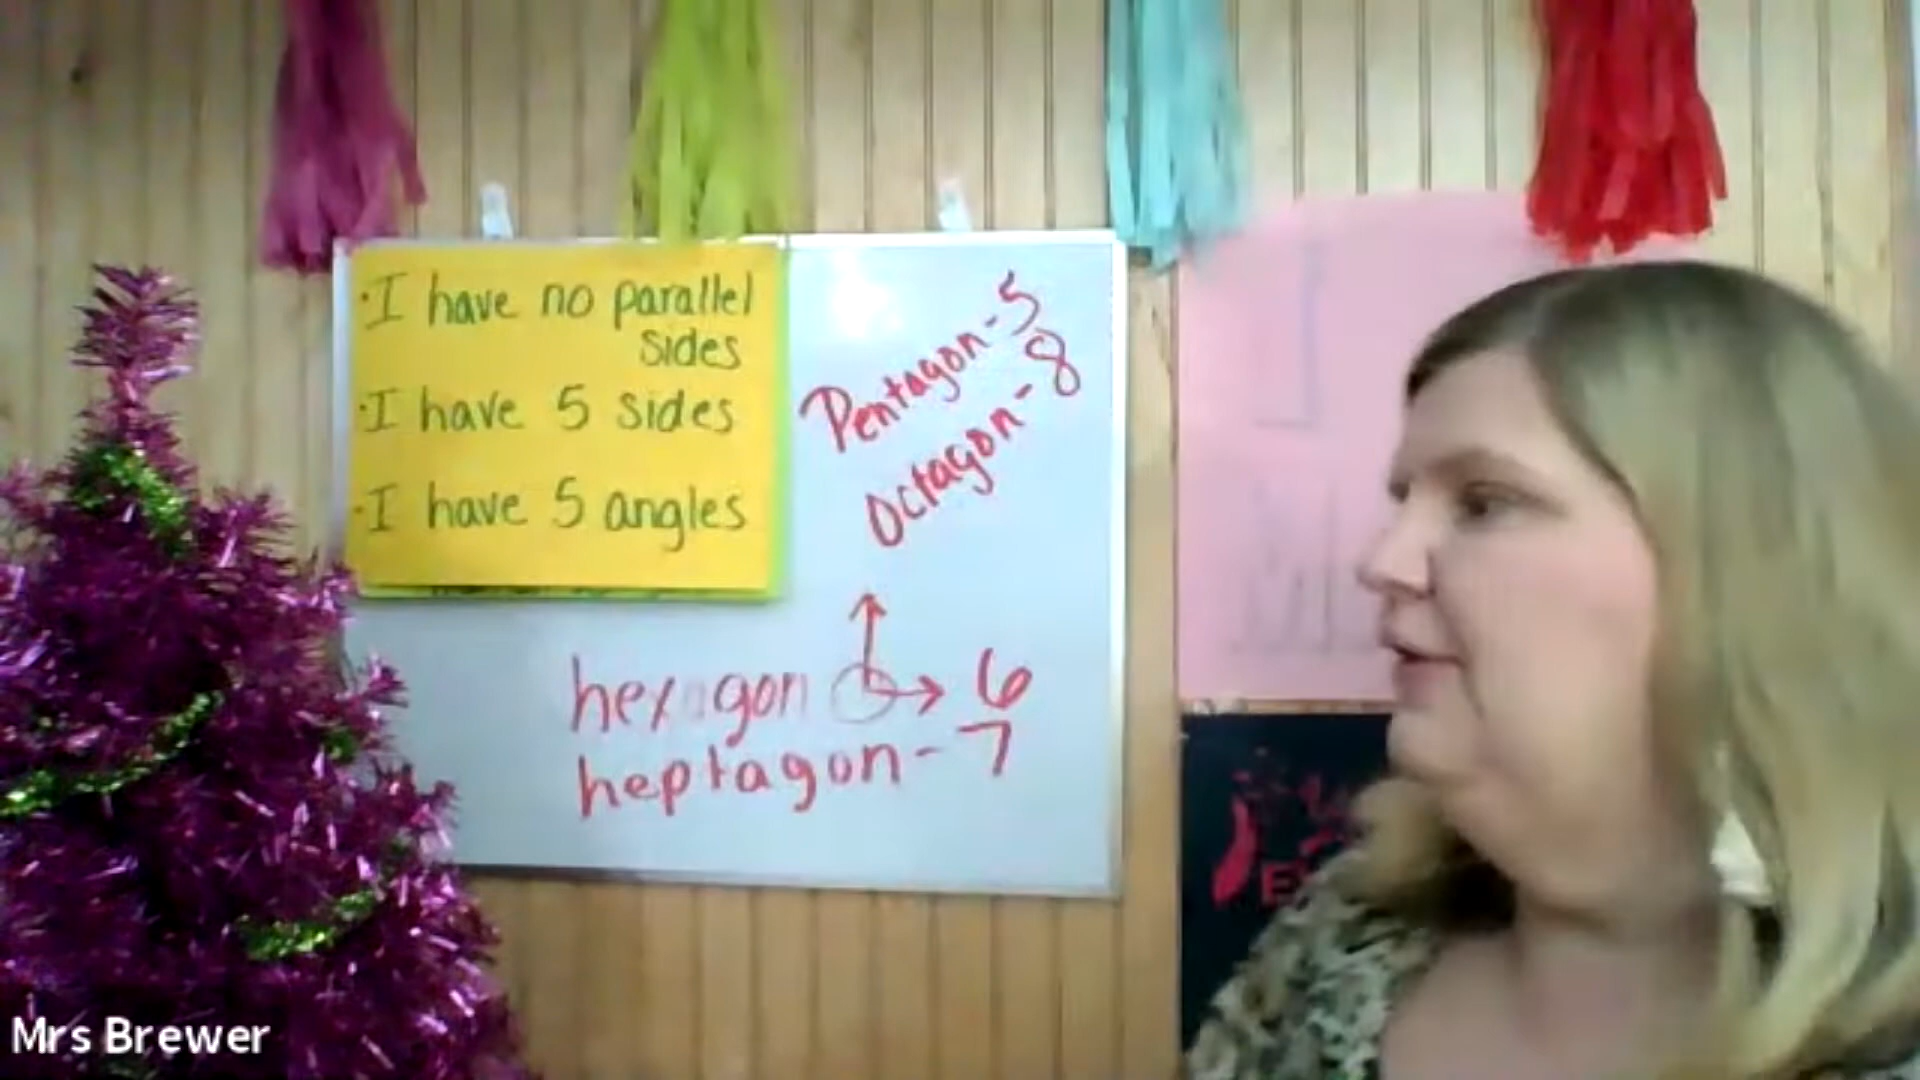 ·I have no parallel
sides
·I have 5 sides
·I have 5 angles
Pentagon-5
Octagon-8
hexagon → 6
heptagon-7
Mrs Brewer